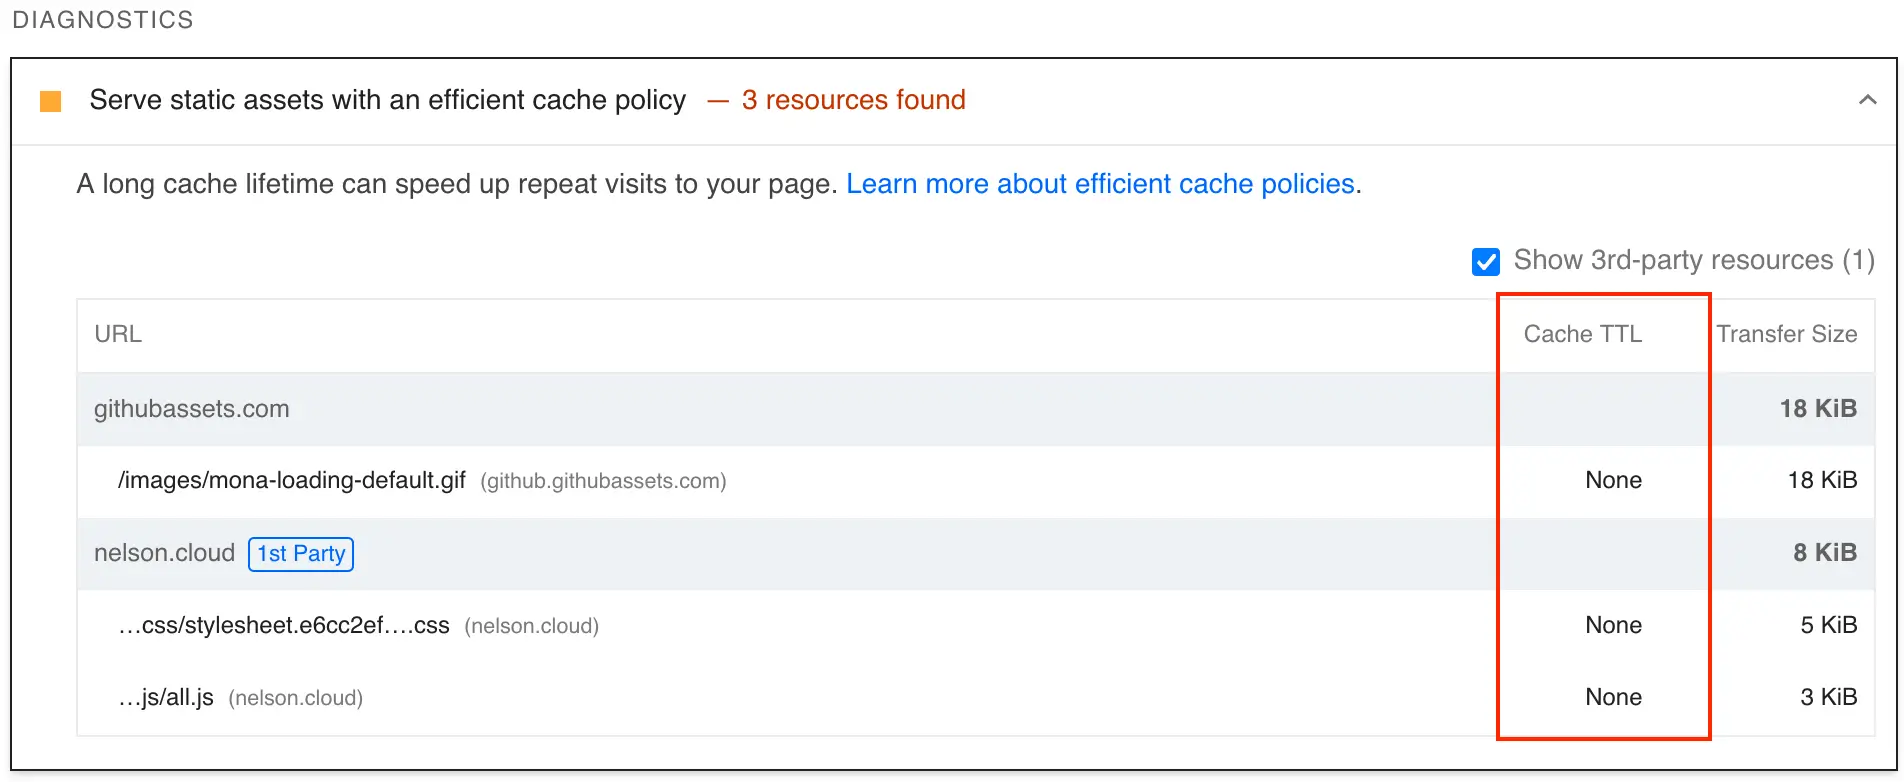 DIAGNOSTICS
Serve static assets with an efficient cache policy — 3 resources found
A long cache lifetime can speed up repeat visits to your page. Learn more about efficient cache policies.
Show 3rd-party resources (1)
URL Cache TTL Transfer Size
githubassets.com 18 KiB
/images/mona-loading-default.gif (github.githubassets.com) None 18 KiB
nelson.cloud 1st Party 8 KiB
…css/stylesheet.e6cc2ef….css (nelson.cloud) None 5 KiB
…js/all.js (nelson.cloud) None 3 KiB